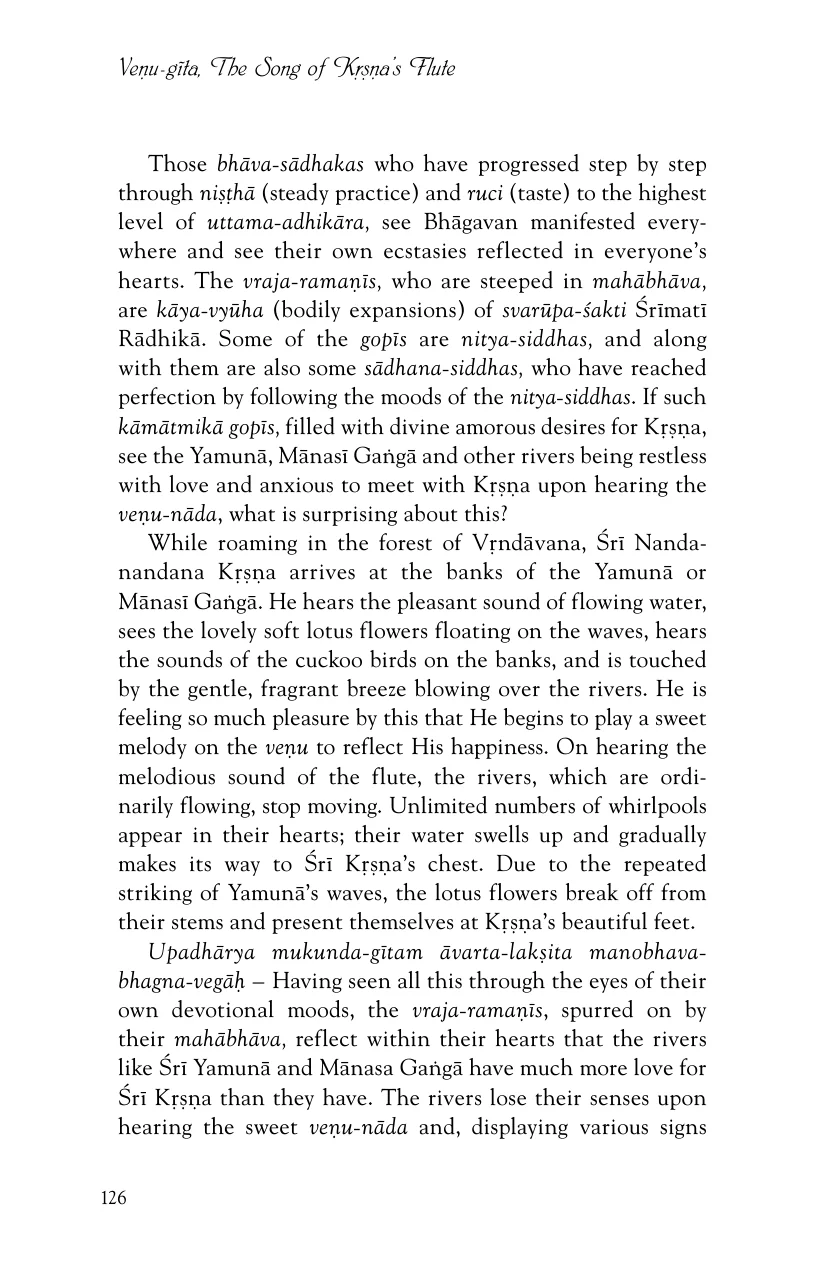 Veṇu-gīta, The Song of Kṛṣṇa’s Flute
Those bhāva-sādhakas who have progressed step by step
through niṣṭhā (steady practice) and ruci (taste) to the highest
level of uttama-adhikāra, see Bhāgavan manifested every-
where and see their own ecstasies reflected in everyone’s
hearts. The vraja-ramaṇīs, who are steeped in mahābhāva,
are kāya-vyūha (bodily expansions) of svarūpa-śakti Śrīmatī
Rādhikā. Some of the gopīs are nitya-siddhas, and along
with them are also some sādhana-siddhas, who have reached
perfection by following the moods of the nitya-siddhas. If such
kāmātmikā gopīs, filled with divine amorous desires for Kṛṣṇa,
see the Yamunā, Mānasī Gaṅgā and other rivers being restless
with love and anxious to meet with Kṛṣṇa upon hearing the
veṇu-nāda, what is surprising about this?
While roaming in the forest of Vṛndāvana, Śrī Nanda-
nandana Kṛṣṇa arrives at the banks of the Yamunā or
Mānasī Gaṅgā. He hears the pleasant sound of flowing water,
sees the lovely soft lotus flowers floating on the waves, hears
the sounds of the cuckoo birds on the banks, and is touched
by the gentle, fragrant breeze blowing over the rivers. He is
feeling so much pleasure by this that He begins to play a sweet
melody on the veṇu to reflect His happiness. On hearing the
melodious sound of the flute, the rivers, which are ordi-
narily flowing, stop moving. Unlimited numbers of whirlpools
appear in their hearts; their water swells up and gradually
makes its way to Śrī Kṛṣṇa’s chest. Due to the repeated
striking of Yamunā’s waves, the lotus flowers break off from
their stems and present themselves at Kṛṣṇa’s beautiful feet.
Upadhārya mukunda-gītam āvarta-lakṣita manobhava-
bhagna-vegāḥ – Having seen all this through the eyes of their
own devotional moods, the vraja-ramaṇīs, spurred on by
their mahābhāva, reflect within their hearts that the rivers
like Śrī Yamunā and Mānasa Gaṅgā have much more love for
Śrī Kṛṣṇa than they have. The rivers lose their senses upon
hearing the sweet veṇu-nāda and, displaying various signs
126